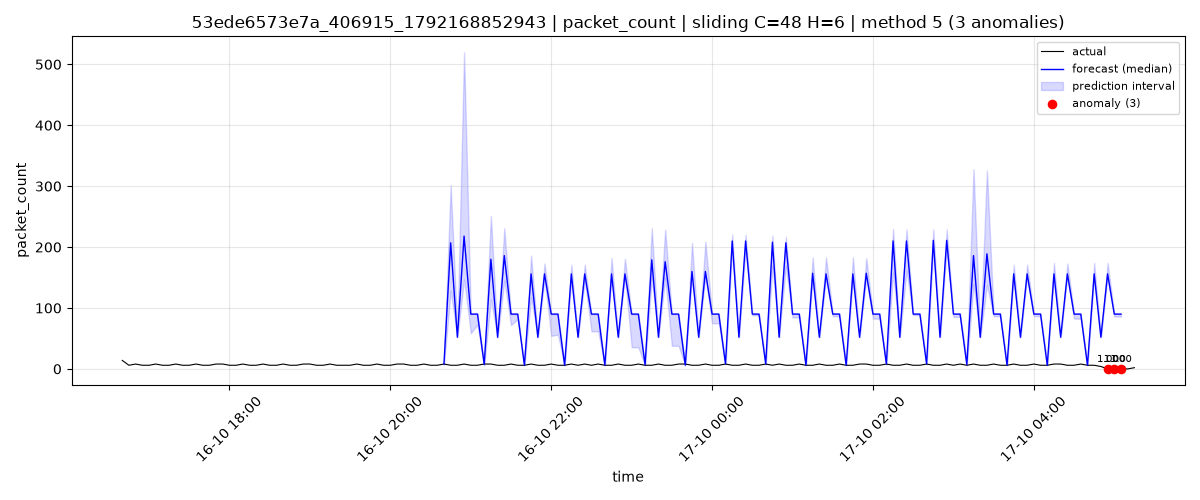 53ede6573e7a_406915_1792168852943 | packet_count | sliding C=48 H=6 | method 5 (3 anomalies)
actual
forecast (median)
prediction interval
anomaly (3)
packet_count
500
400
300
200
100
0
16-10 18:00
16-10 20:00
16-10 22:00
17-10 00:00
17-10 02:00
17-10 04:00
time